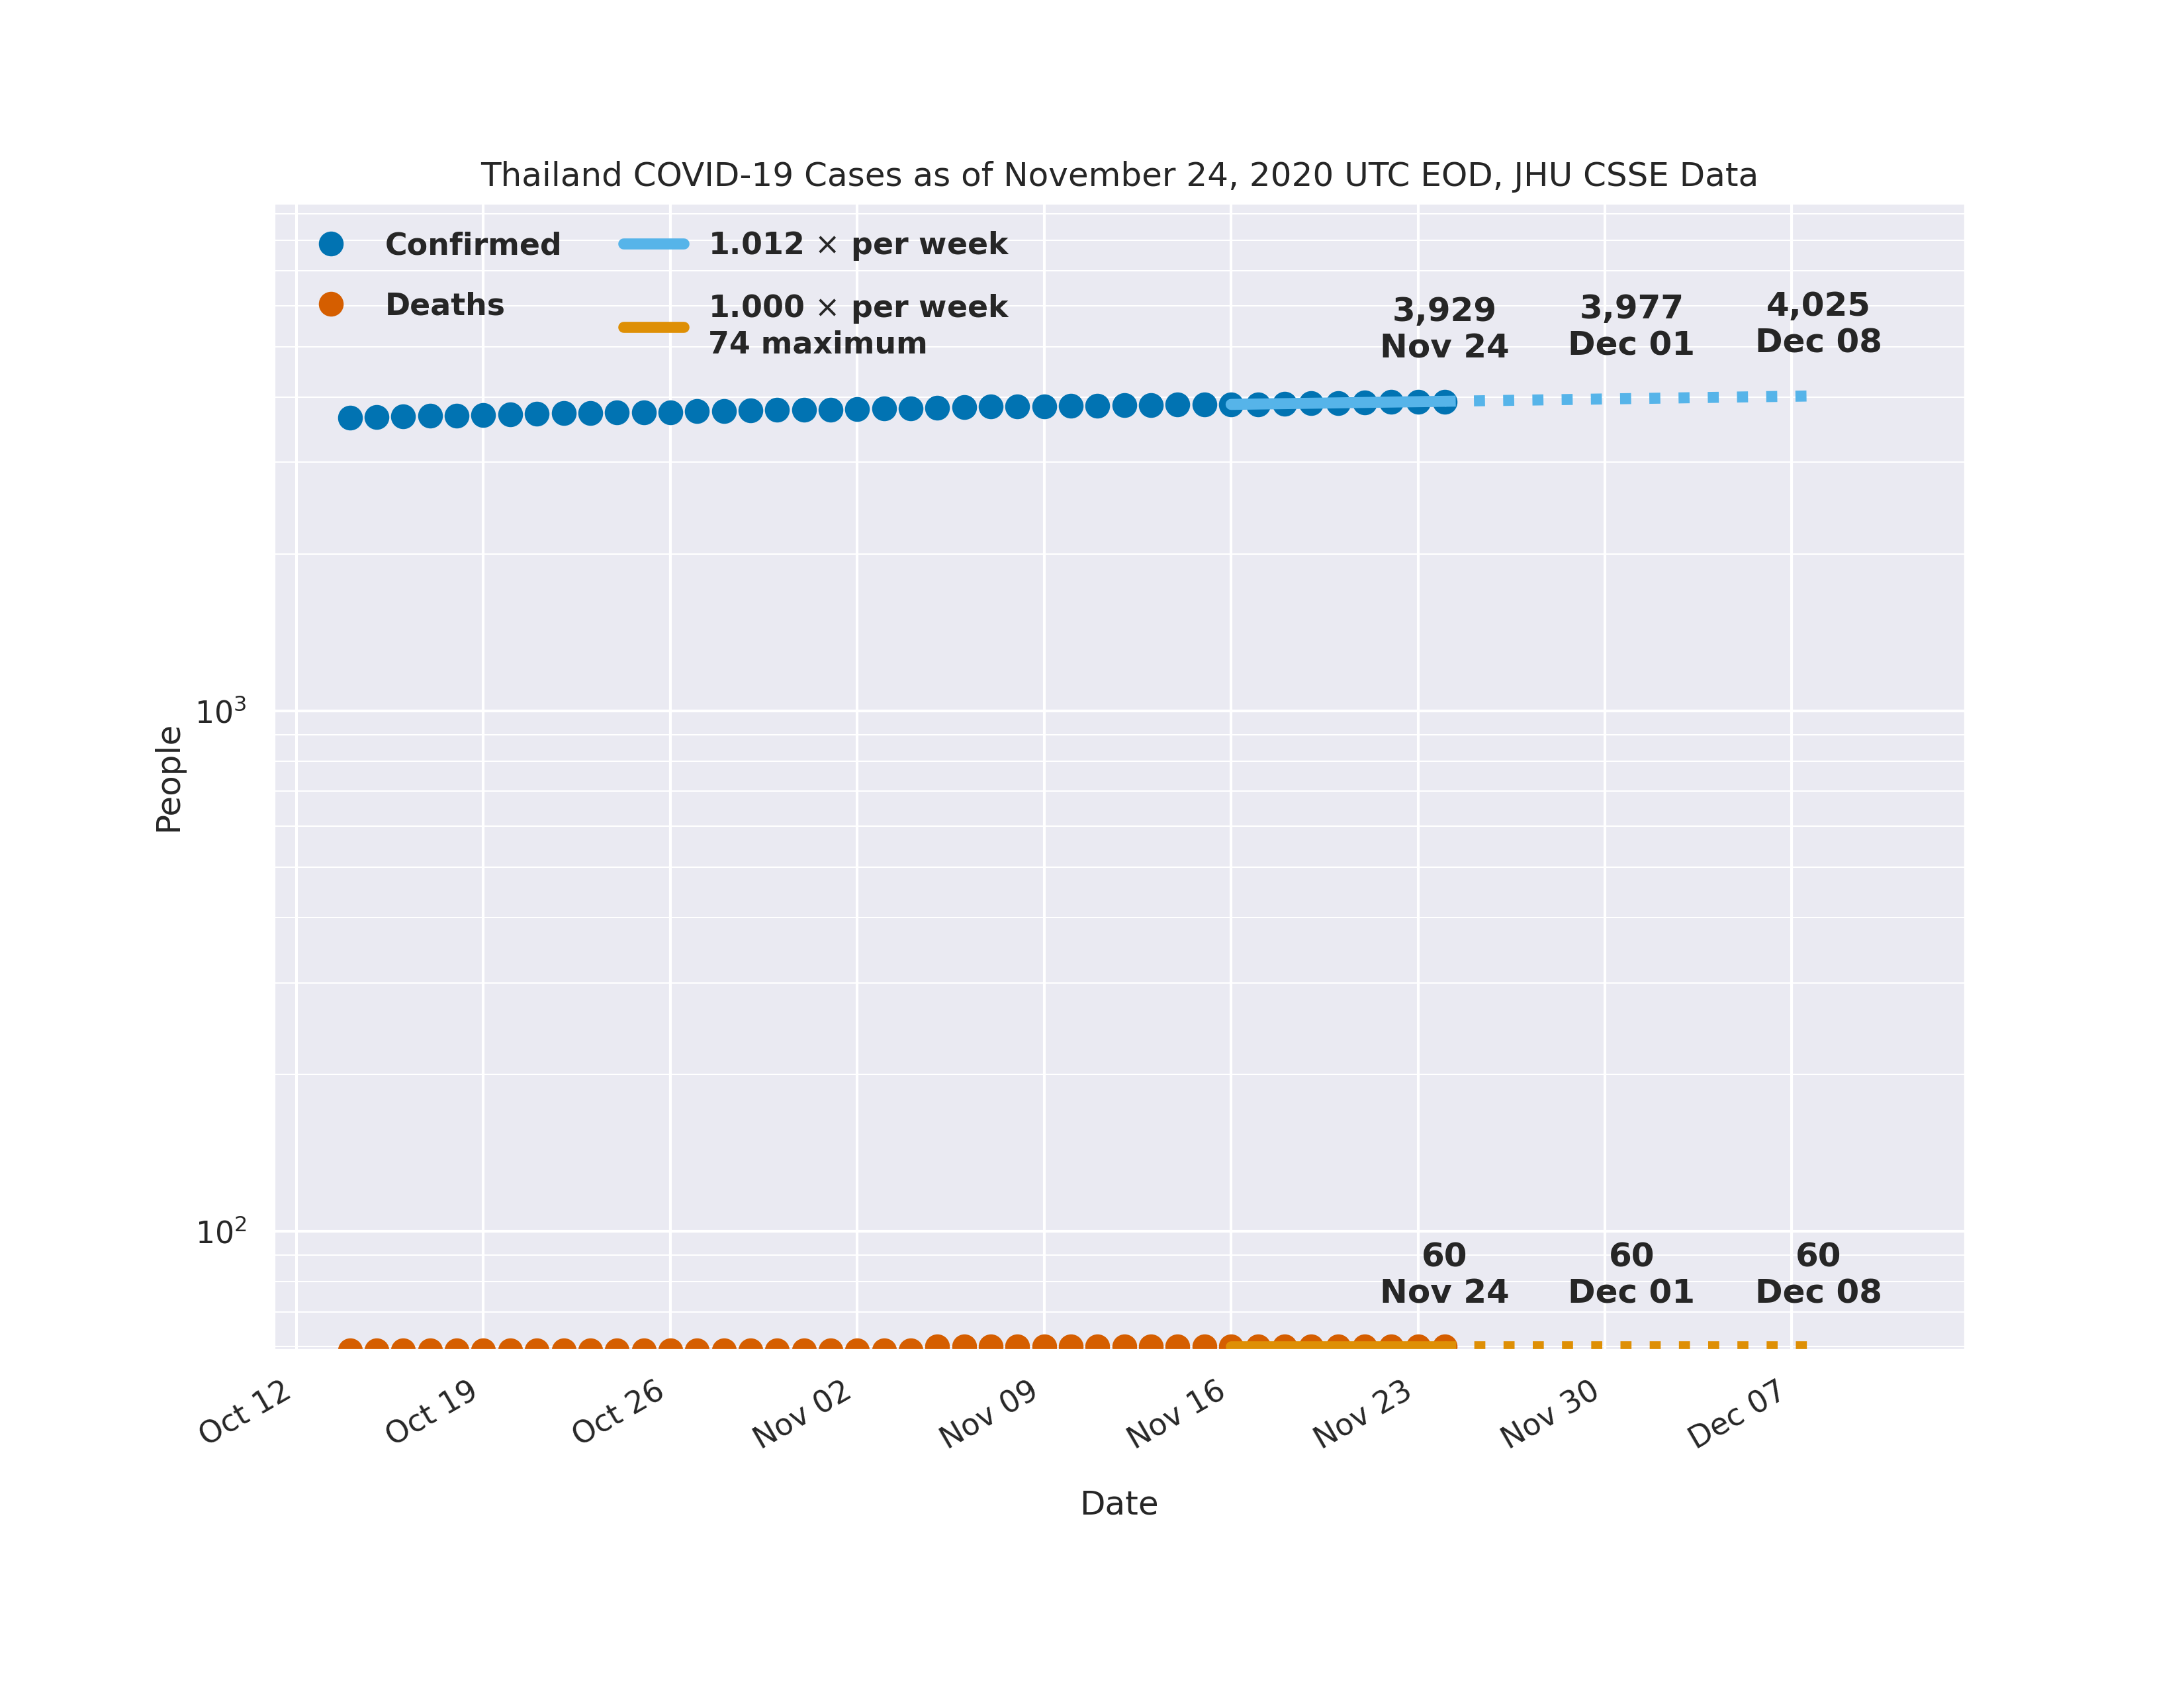 Thailand COVID-19 Cases as of November 24, 2020 UTC EOD, JHU CSSE Data
Confirmed
Deaths
1.012 × per week
1.000 × per week
74 maximum
3,929
Nov 24
3,977
Dec 01
4,025
Dec 08
People
10³
10²
60
Nov 24
60
Dec 01
60
Dec 08
Oct 12
Oct 19
Oct 26
Nov 02
Nov 09
Nov 16
Nov 23
Nov 30
Dec 07
Date